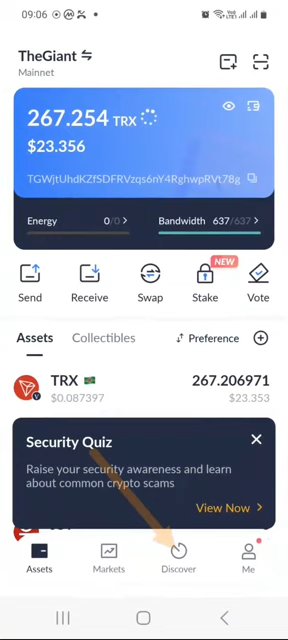 09:06
TheGiant
Mainnet
267.254 TRX
$23.356
TGWjtUhdKZfSDFRVzqs6nY4RghwpRVt78g
Energy 0/0 Bandwidth 637/637
NEW
Send Receive Swap Stake Vote
Assets Collectibles Preference
TRX 267.206971
$0.087397 $23.353
Security Quiz
Raise your security awareness and learn
about common crypto scams
View Now
Assets Markets Discover Me